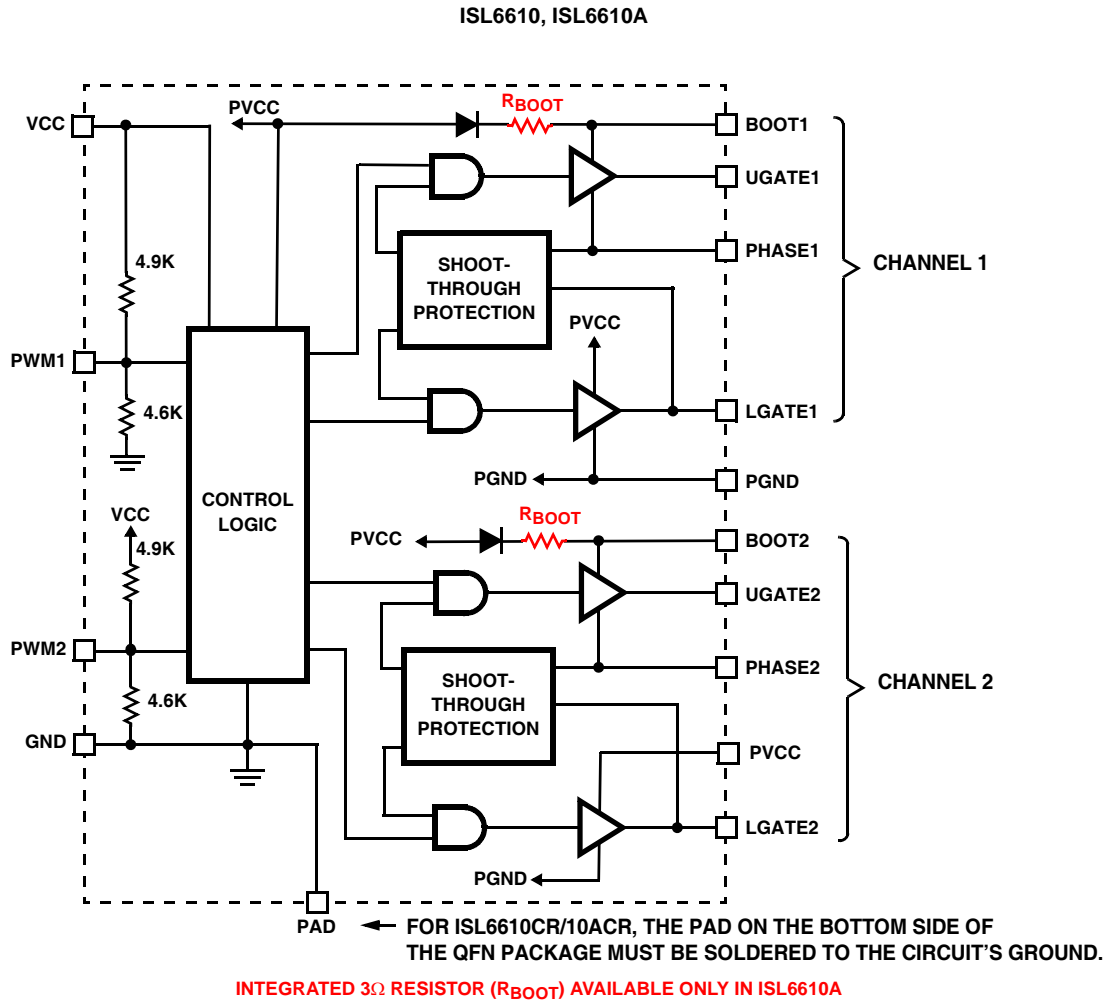 ISL6610, ISL6610A
PVCC
R_BOOT
VCC
BOOT1
UGATE1
4.9K
PHASE1
SHOOT-
THROUGH
PROTECTION
CHANNEL 1
PVCC
PWM1
4.6K
LGATE1
PGND
PGND
CONTROL
LOGIC
VCC
R_BOOT
PVCC
BOOT2
4.9K
UGATE2
PWM2
PHASE2
SHOOT-
THROUGH
PROTECTION
CHANNEL 2
4.6K
GND
PVCC
LGATE2
PGND
PAD
FOR ISL6610CR/10ACR, THE PAD ON THE BOTTOM SIDE OF
THE QFN PACKAGE MUST BE SOLDERED TO THE CIRCUIT'S GROUND.
INTEGRATED 3Ω RESISTOR (R_BOOT) AVAILABLE ONLY IN ISL6610A